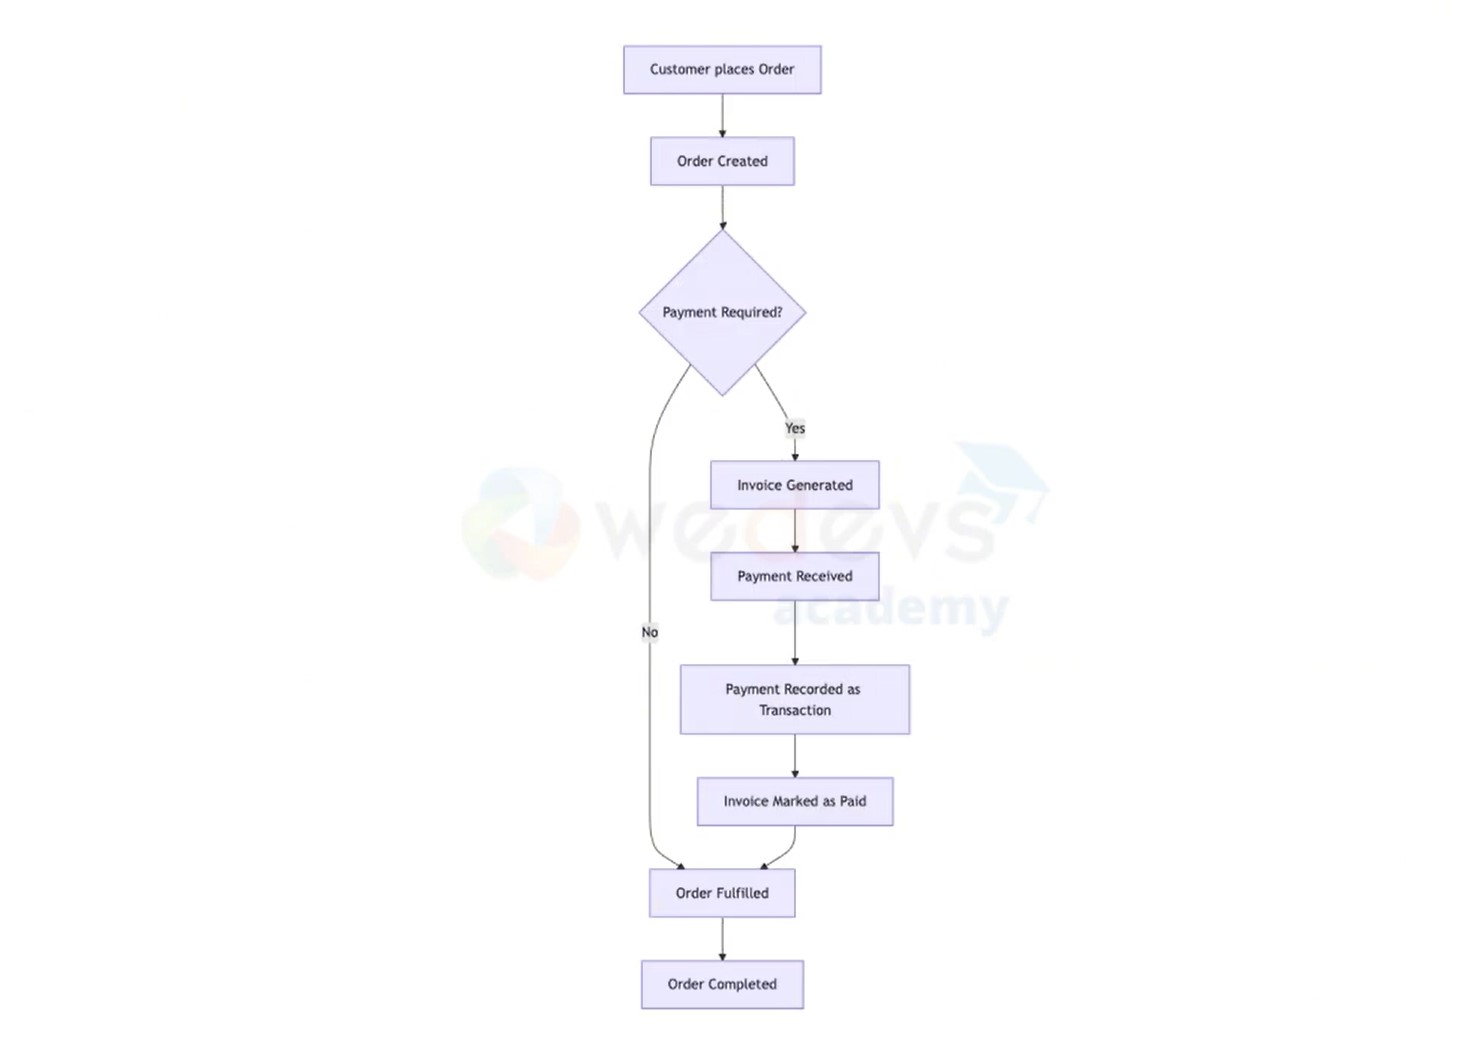 Customer places Order
Order Created
Payment Required?
Yes
Invoice Generated
wedevs
Payment Received
academy
No
Payment Recorded as
Transaction
Invoice Marked as Paid
Order Fulfilled
Order Completed